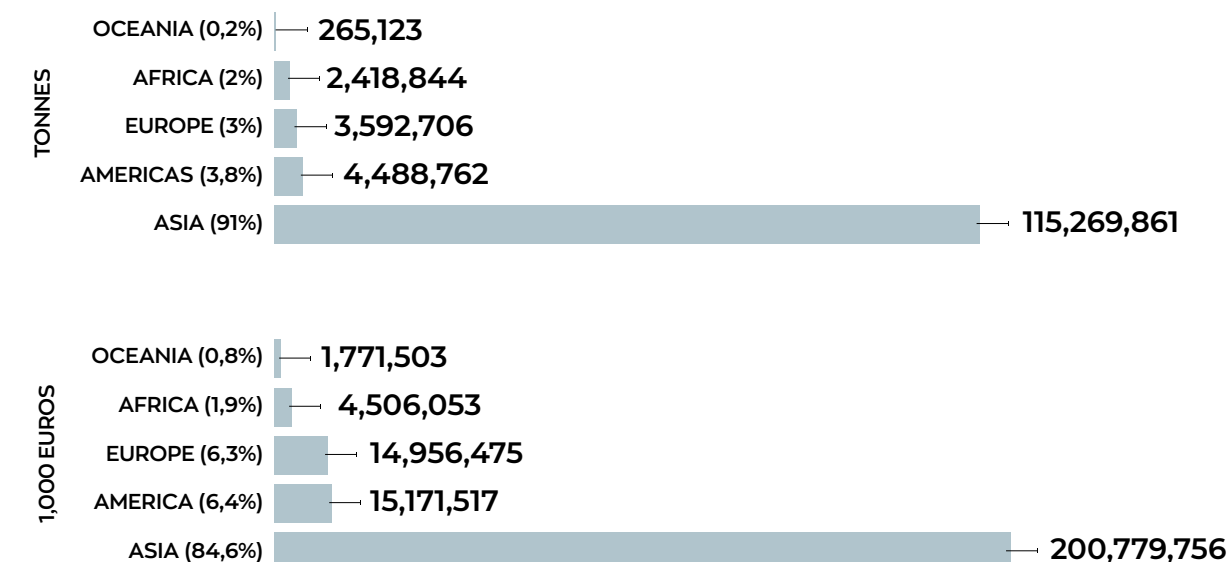 TONNES
OCEANIA (0,2%) 265,123
AFRICA (2%) 2,418,844
EUROPE (3%) 3,592,706
AMERICAS (3,8%) 4,488,762
ASIA (91%) 115,269,861
1,000 EUROS
OCEANIA (0,8%) 1,771,503
AFRICA (1,9%) 4,506,053
EUROPE (6,3%) 14,956,475
AMERICA (6,4%) 15,171,517
ASIA (84,6%) 200,779,756